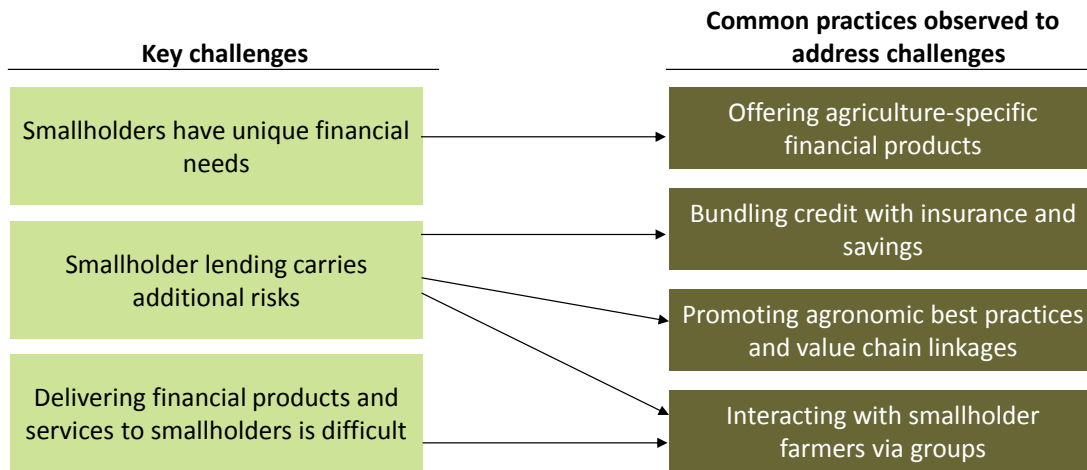 Key challenges
Common practices observed to
address challenges
Smallholders have unique financial
needs
Offering agriculture-specific
financial products
Smallholder lending carries
additional risks
Bundling credit with insurance and
savings
Promoting agronomic best practices
and value chain linkages
Delivering financial products and
services to smallholders is difficult
Interacting with smallholder
farmers via groups